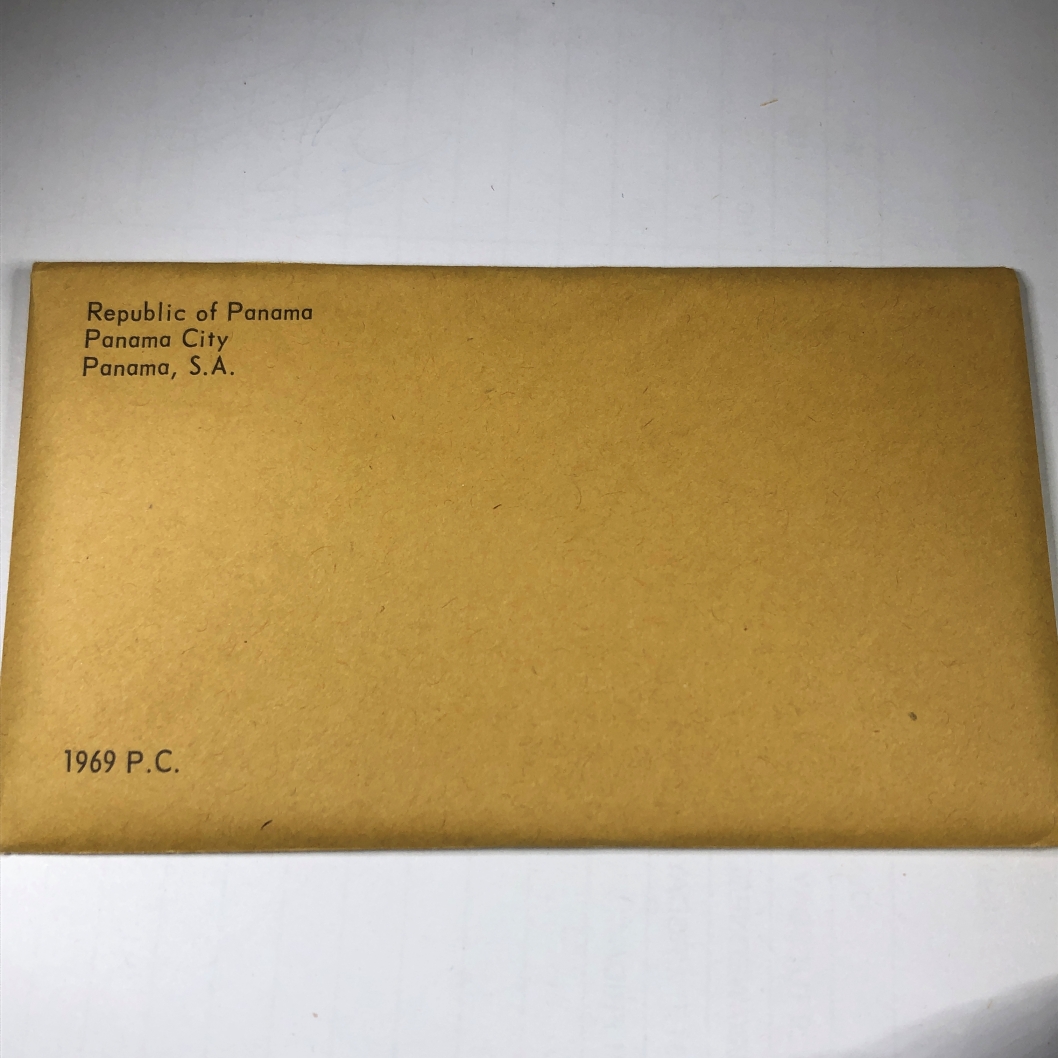 Republic of Panama
Panama City
Panama, S.A.
1969 P.C.